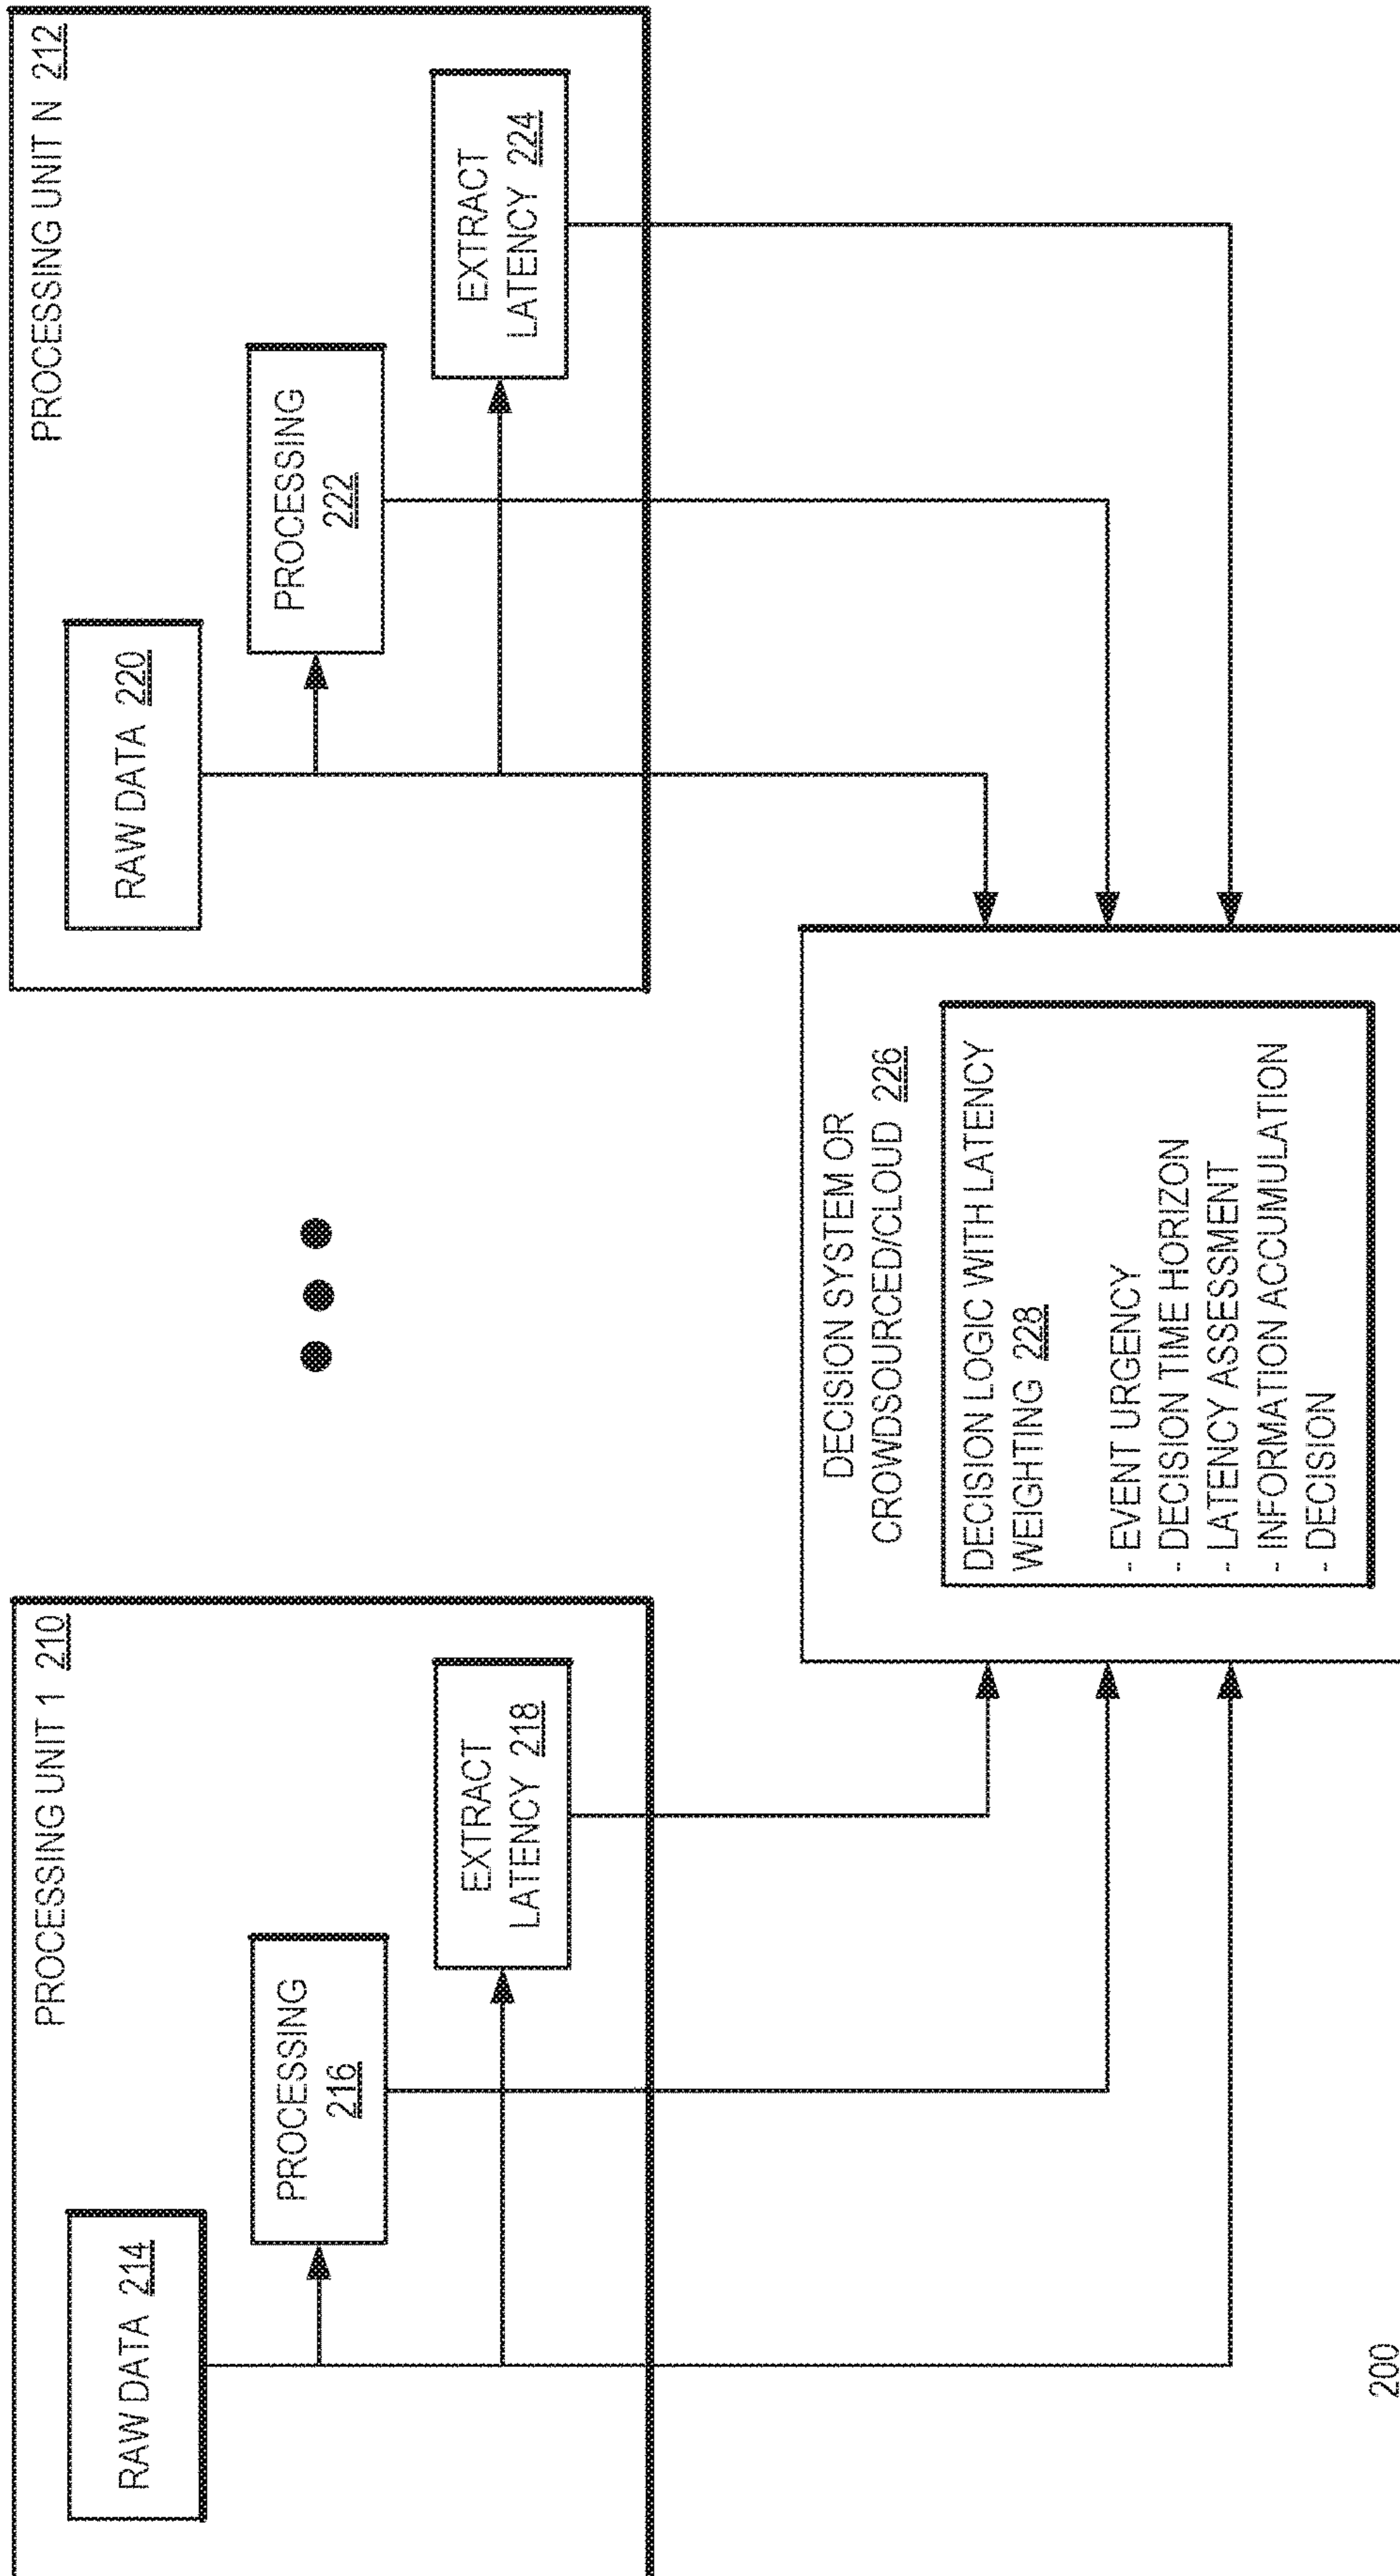 PROCESSING UNIT 1 210
RAW DATA 214
PROCESSING
216
EXTRACT
LATENCY 218
PROCESSING UNIT N 212
RAW DATA 220
PROCESSING
222
EXTRACT
LATENCY 224
DECISION SYSTEM OR
CROWDSOURCED/CLOUD 226
DECISION LOGIC WITH LATENCY
WEIGHTING 228
- EVENT URGENCY
- DECISION TIME HORIZON
- LATENCY ASSESSMENT
- INFORMATION ACCUMULATION
- DECISION
200